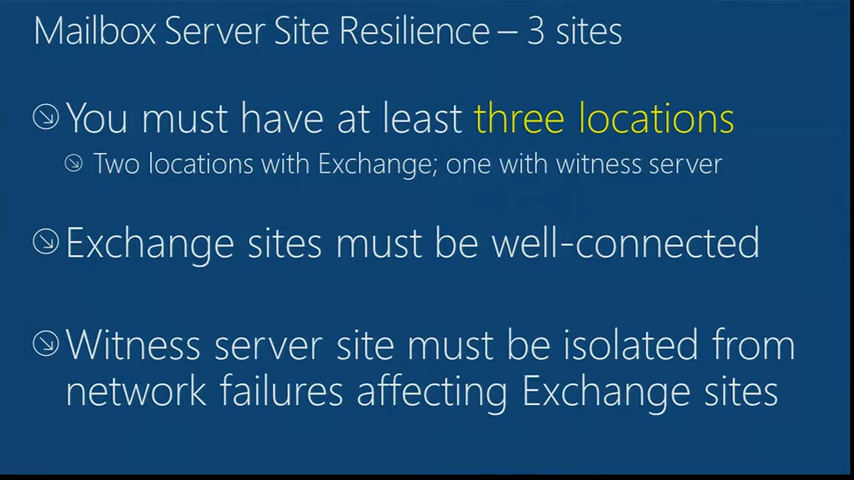 Mailbox Server Site Resilience – 3 sites
You must have at least three locations
Two locations with Exchange; one with witness server
Exchange sites must be well-connected
Witness server site must be isolated from
network failures affecting Exchange sites